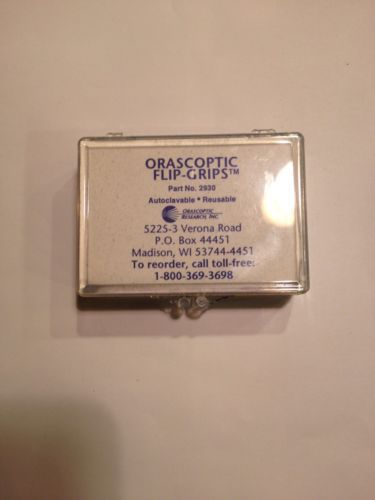 ORASCOPTIC
FLIP-GRIPS™
Part No. 2930
Autoclavable • Reusable
ORASCOPTIC
RESEARCH, INC
5225-3 Verona Road
P.O. Box 44451
Madison, WI 53744-4451
To reorder, call toll-free:
1-800-369-3698